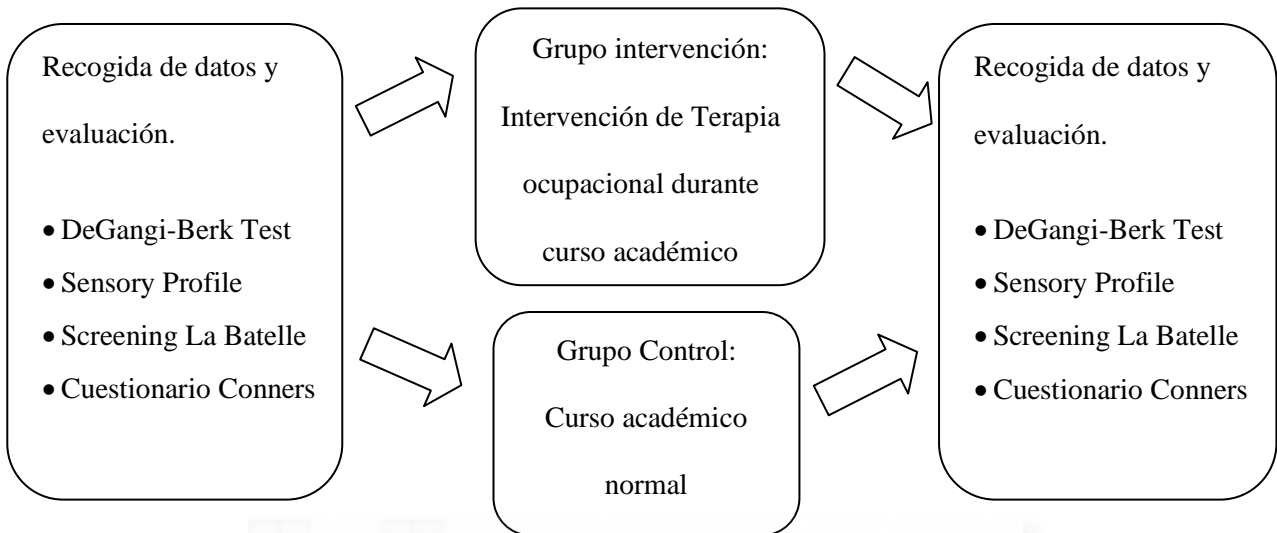 Recogida de datos y
evaluación.
• DeGangi-Berk Test
• Sensory Profile
• Screening La Batelle
• Cuestionario Conners
Grupo intervención:
Intervención de Terapia
ocupacional durante
curso académico
Grupo Control:
Curso académico
normal
Recogida de datos y
evaluación.
• DeGangi-Berk Test
• Sensory Profile
• Screening La Batelle
• Cuestionario Conners